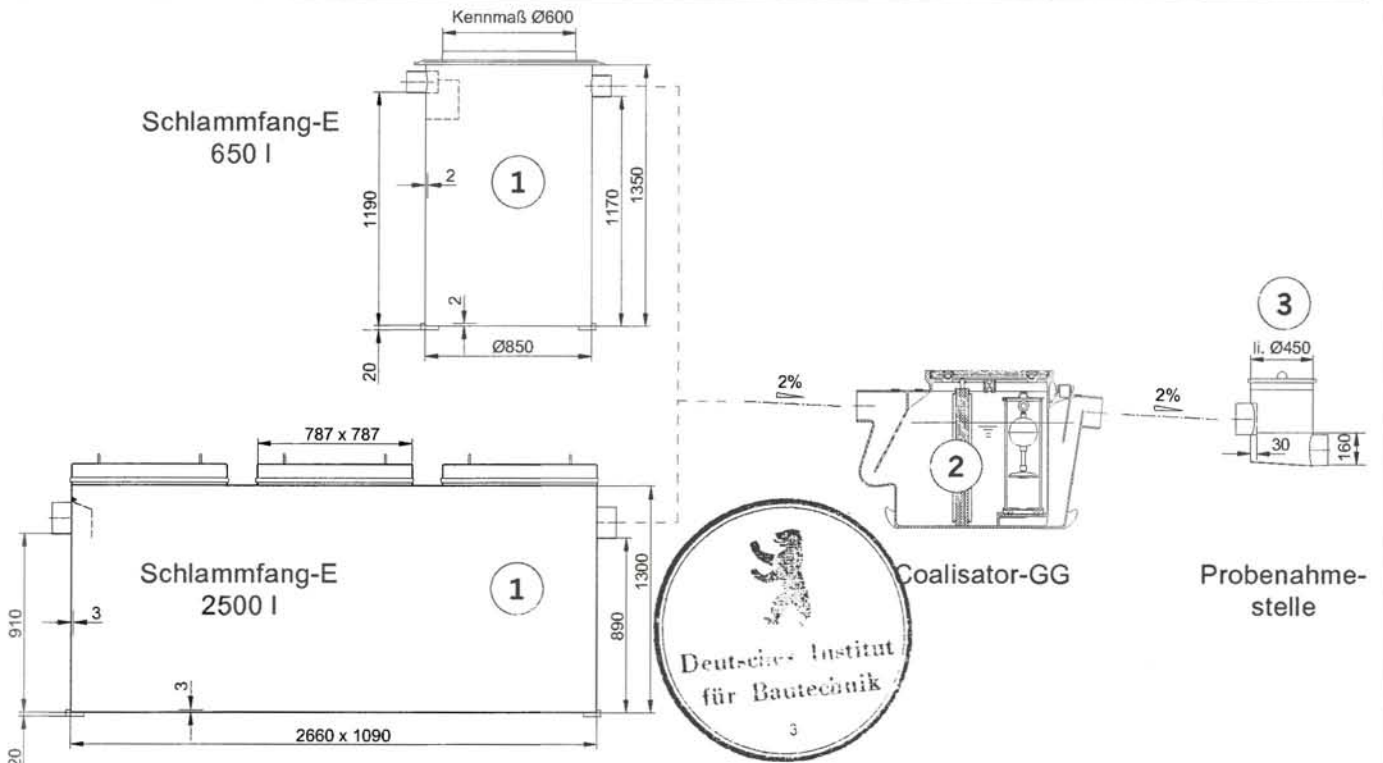 Kennmaß Ø600
Schlammfang-E
650 l
1
2
1190
1170
1350
2
20
Ø850
2%
2
2%
3
li. Ø450
30
160
787 x 787
Schlammfang-E
2500 l
1
910
3
3
890
1300
2660 x 1090
20
Coalisator-GG
Probenahme-
stelle
Deutsches Institut
für Bautechnik
3